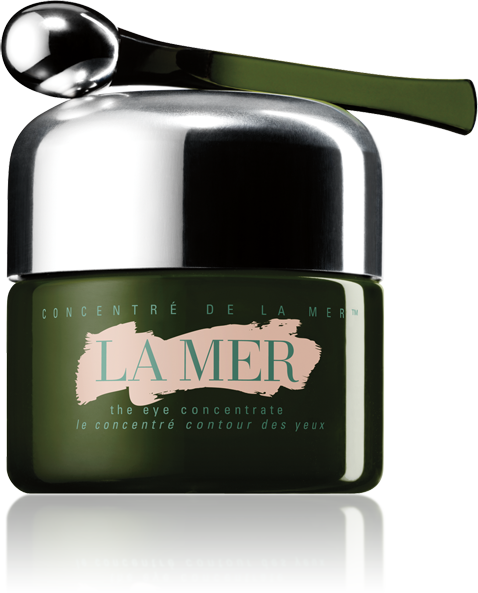 CONCENTRÉ DE LA MER™
LA MER
the eye concentrate
le concentré contour des yeux